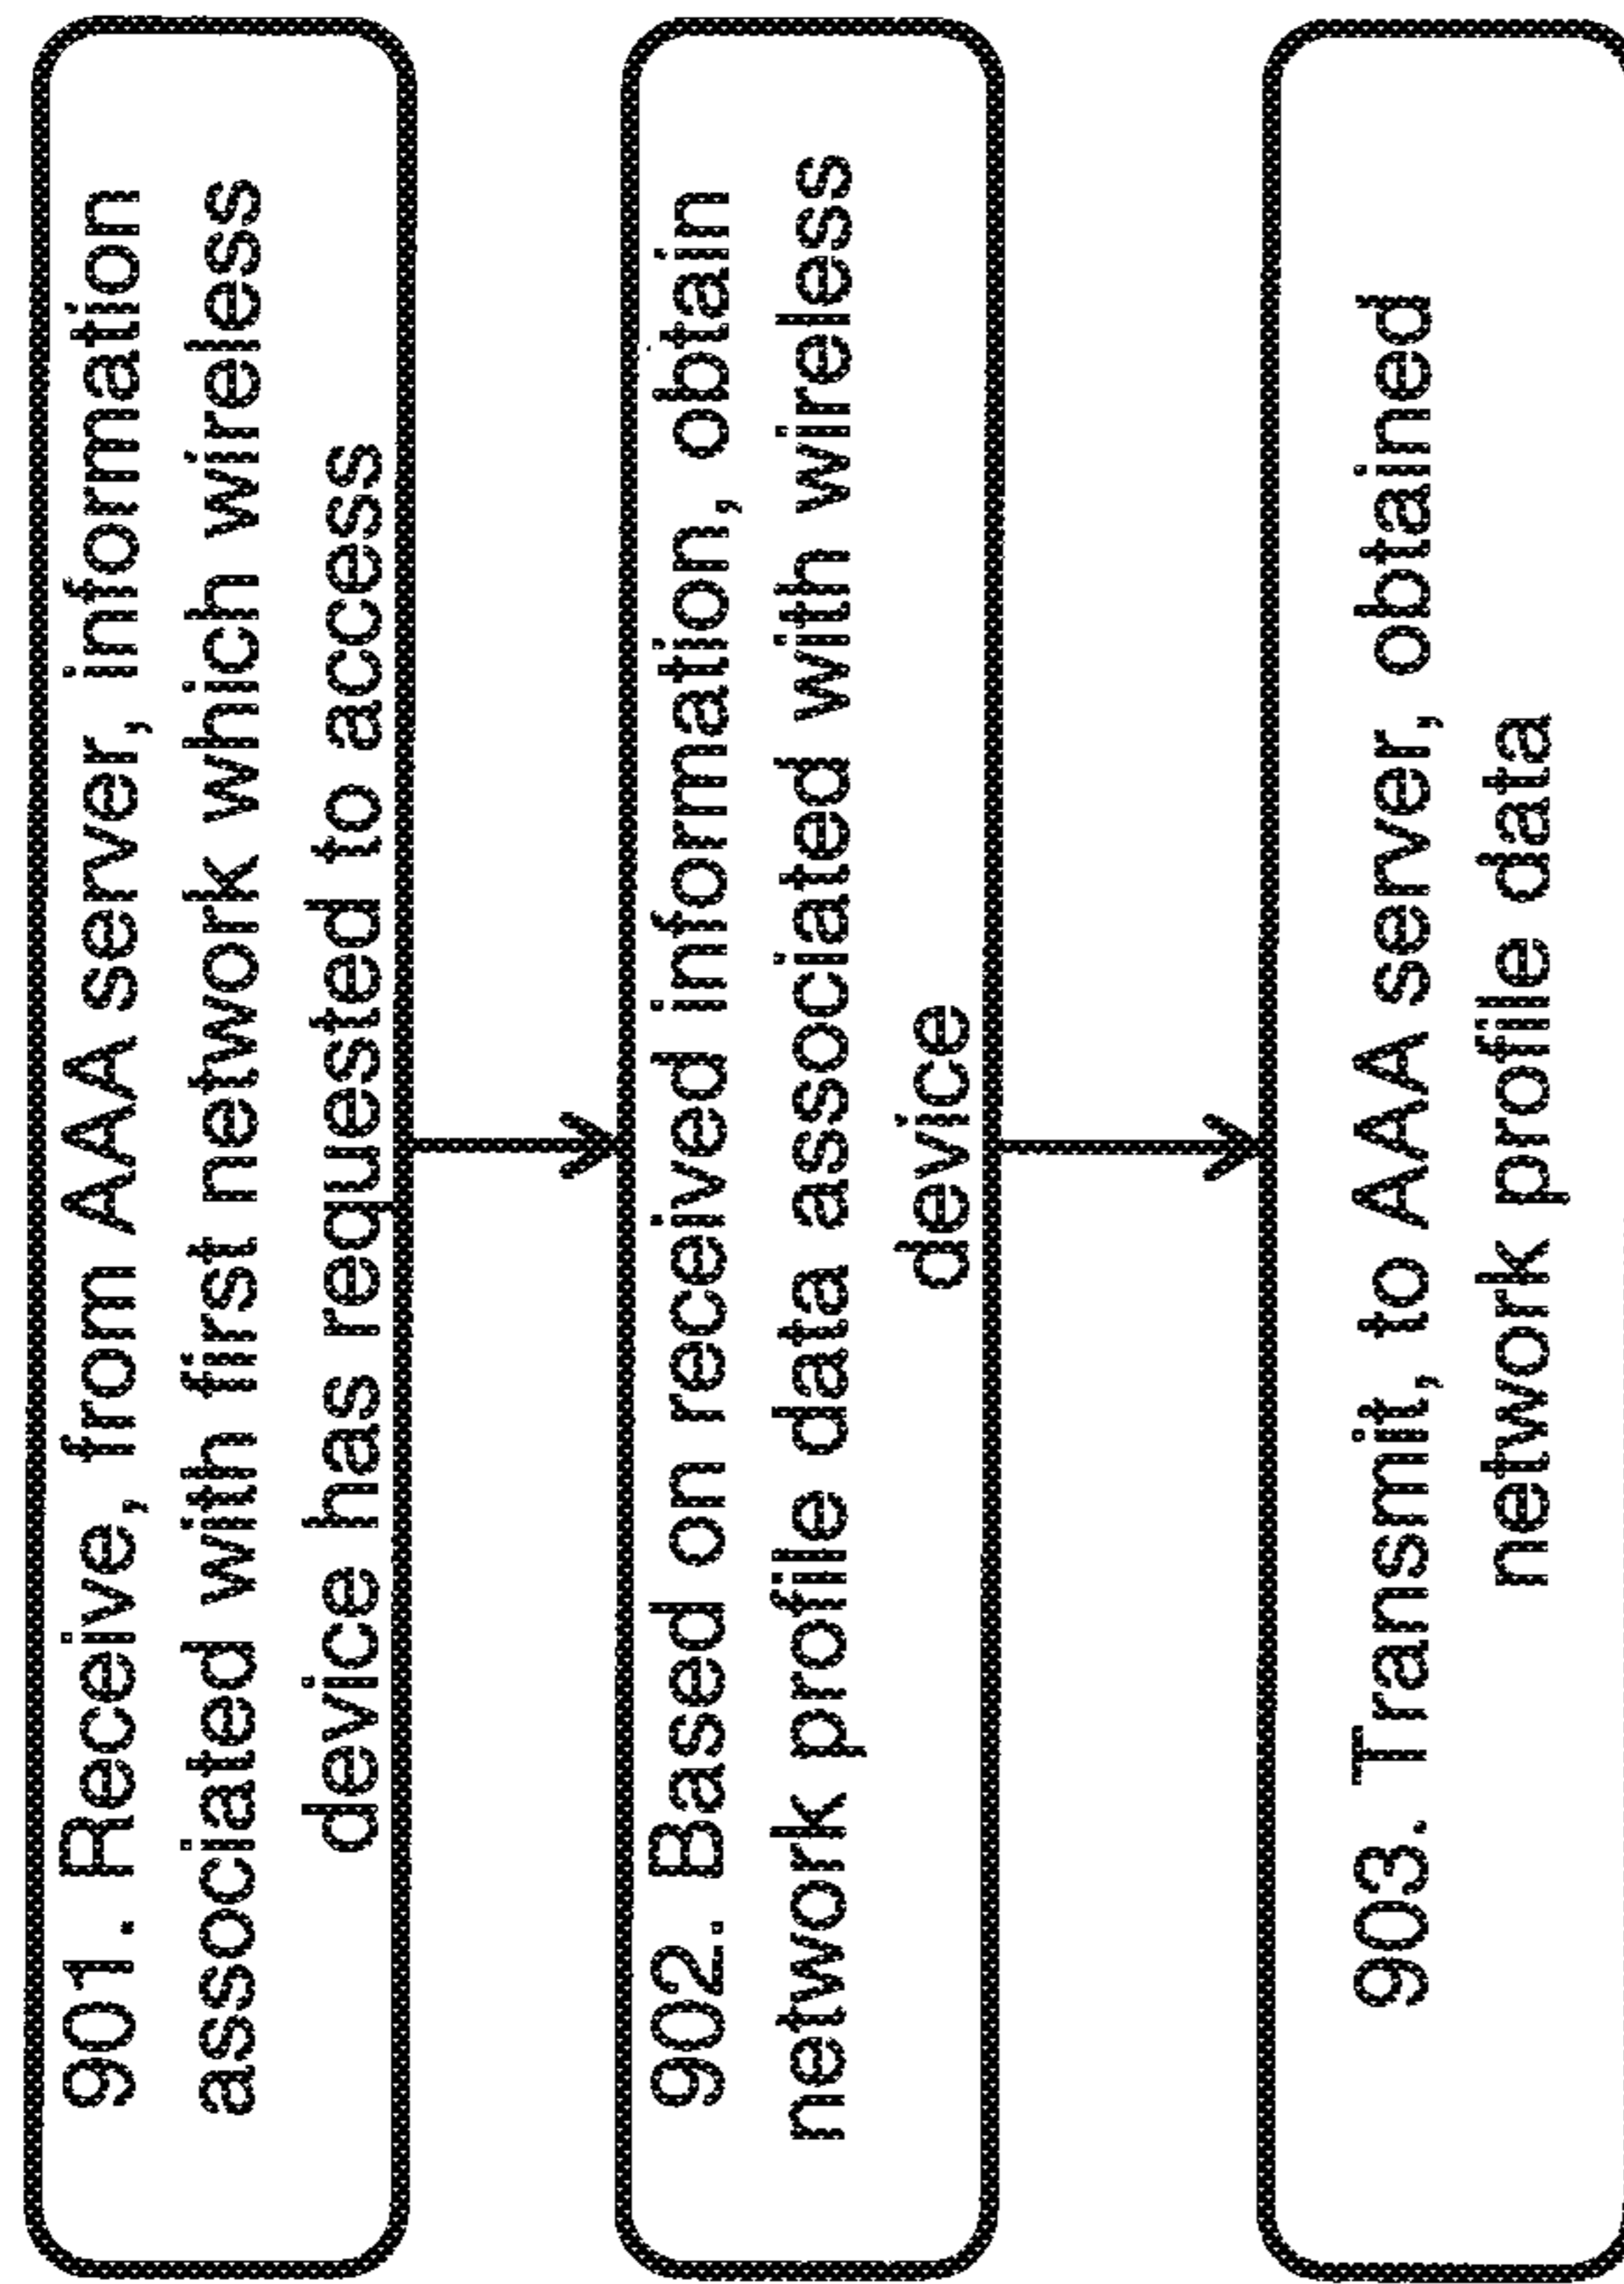 901. Receive, from AAA server, information
associated with first network which wireless
device has requested to access
902. Based on received information, obtain
network profile data associated with wireless
device
903. Transmit, to AAA server, obtained
network profile data